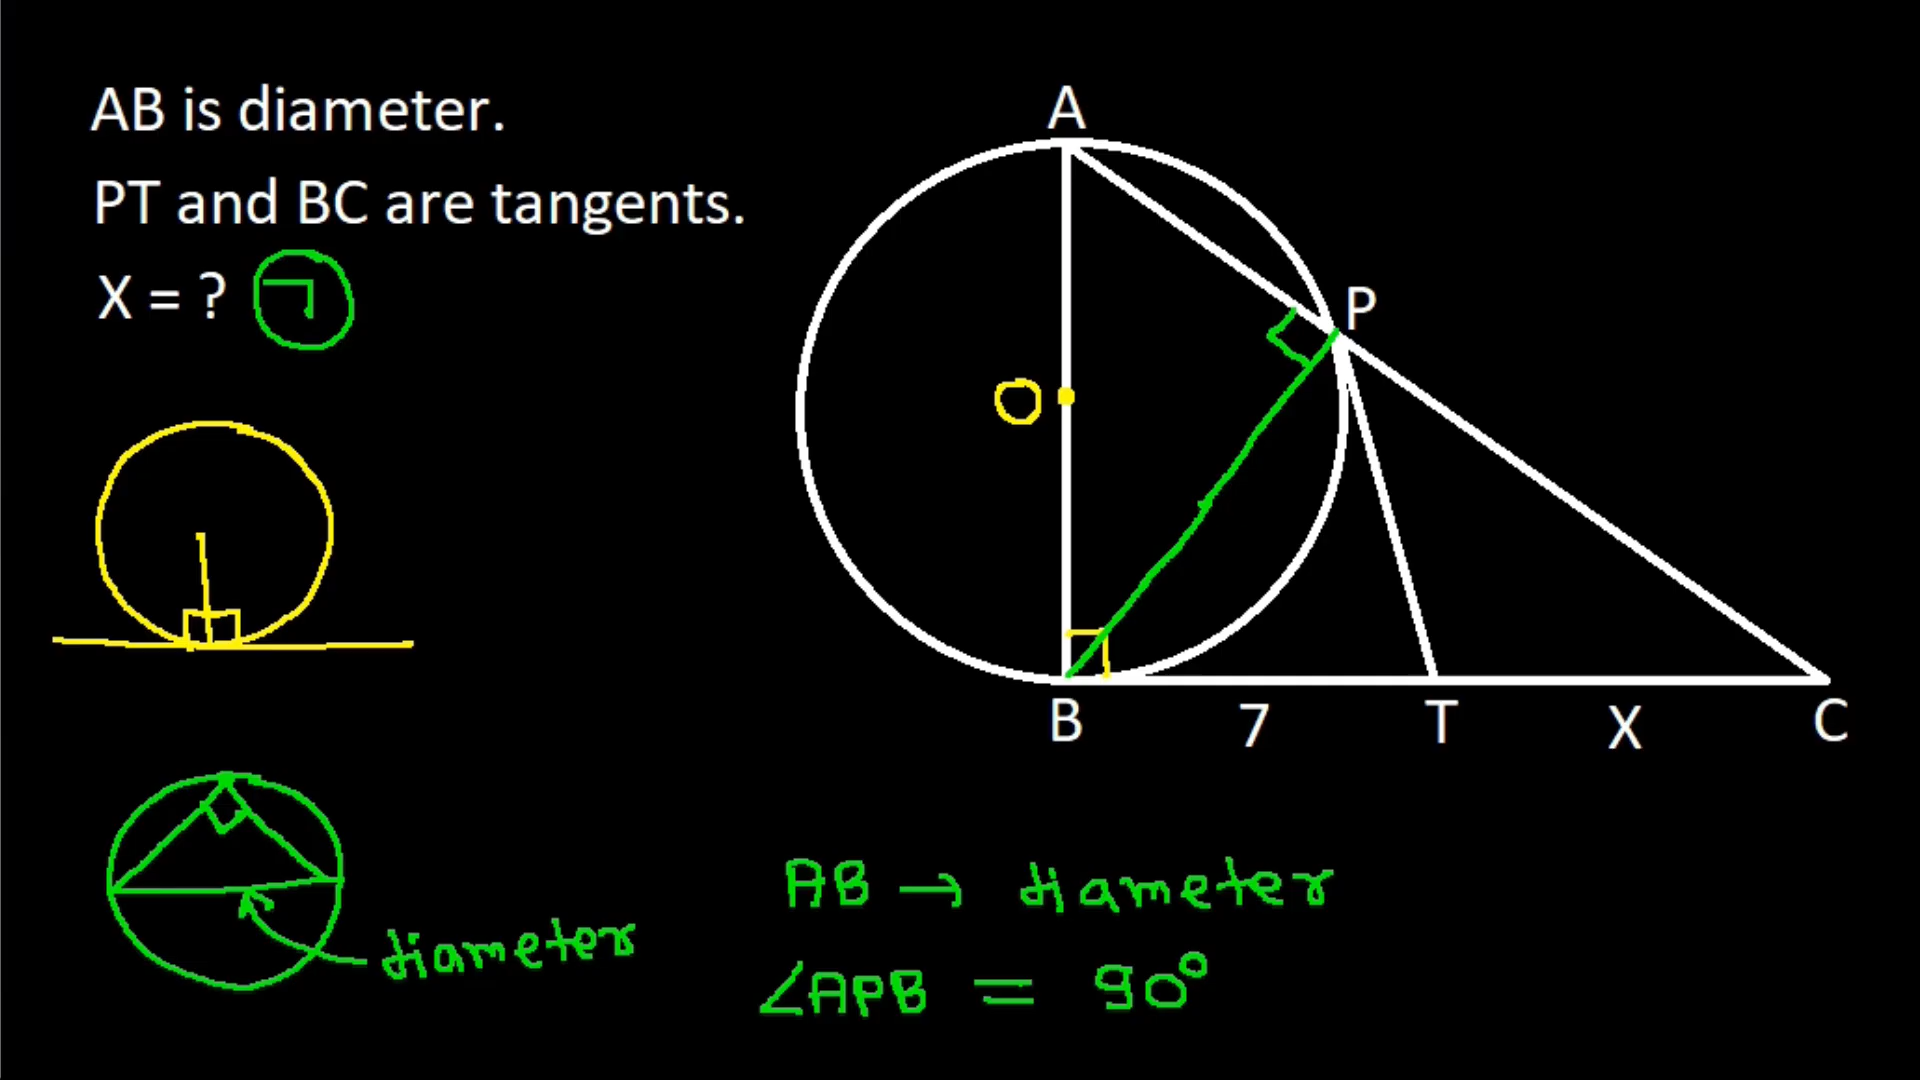 AB is diameter.
PT and BC are tangents.
X = ?
A
P
O
B 7 T X C
diameter
AB → diameter
∠APB = 90°